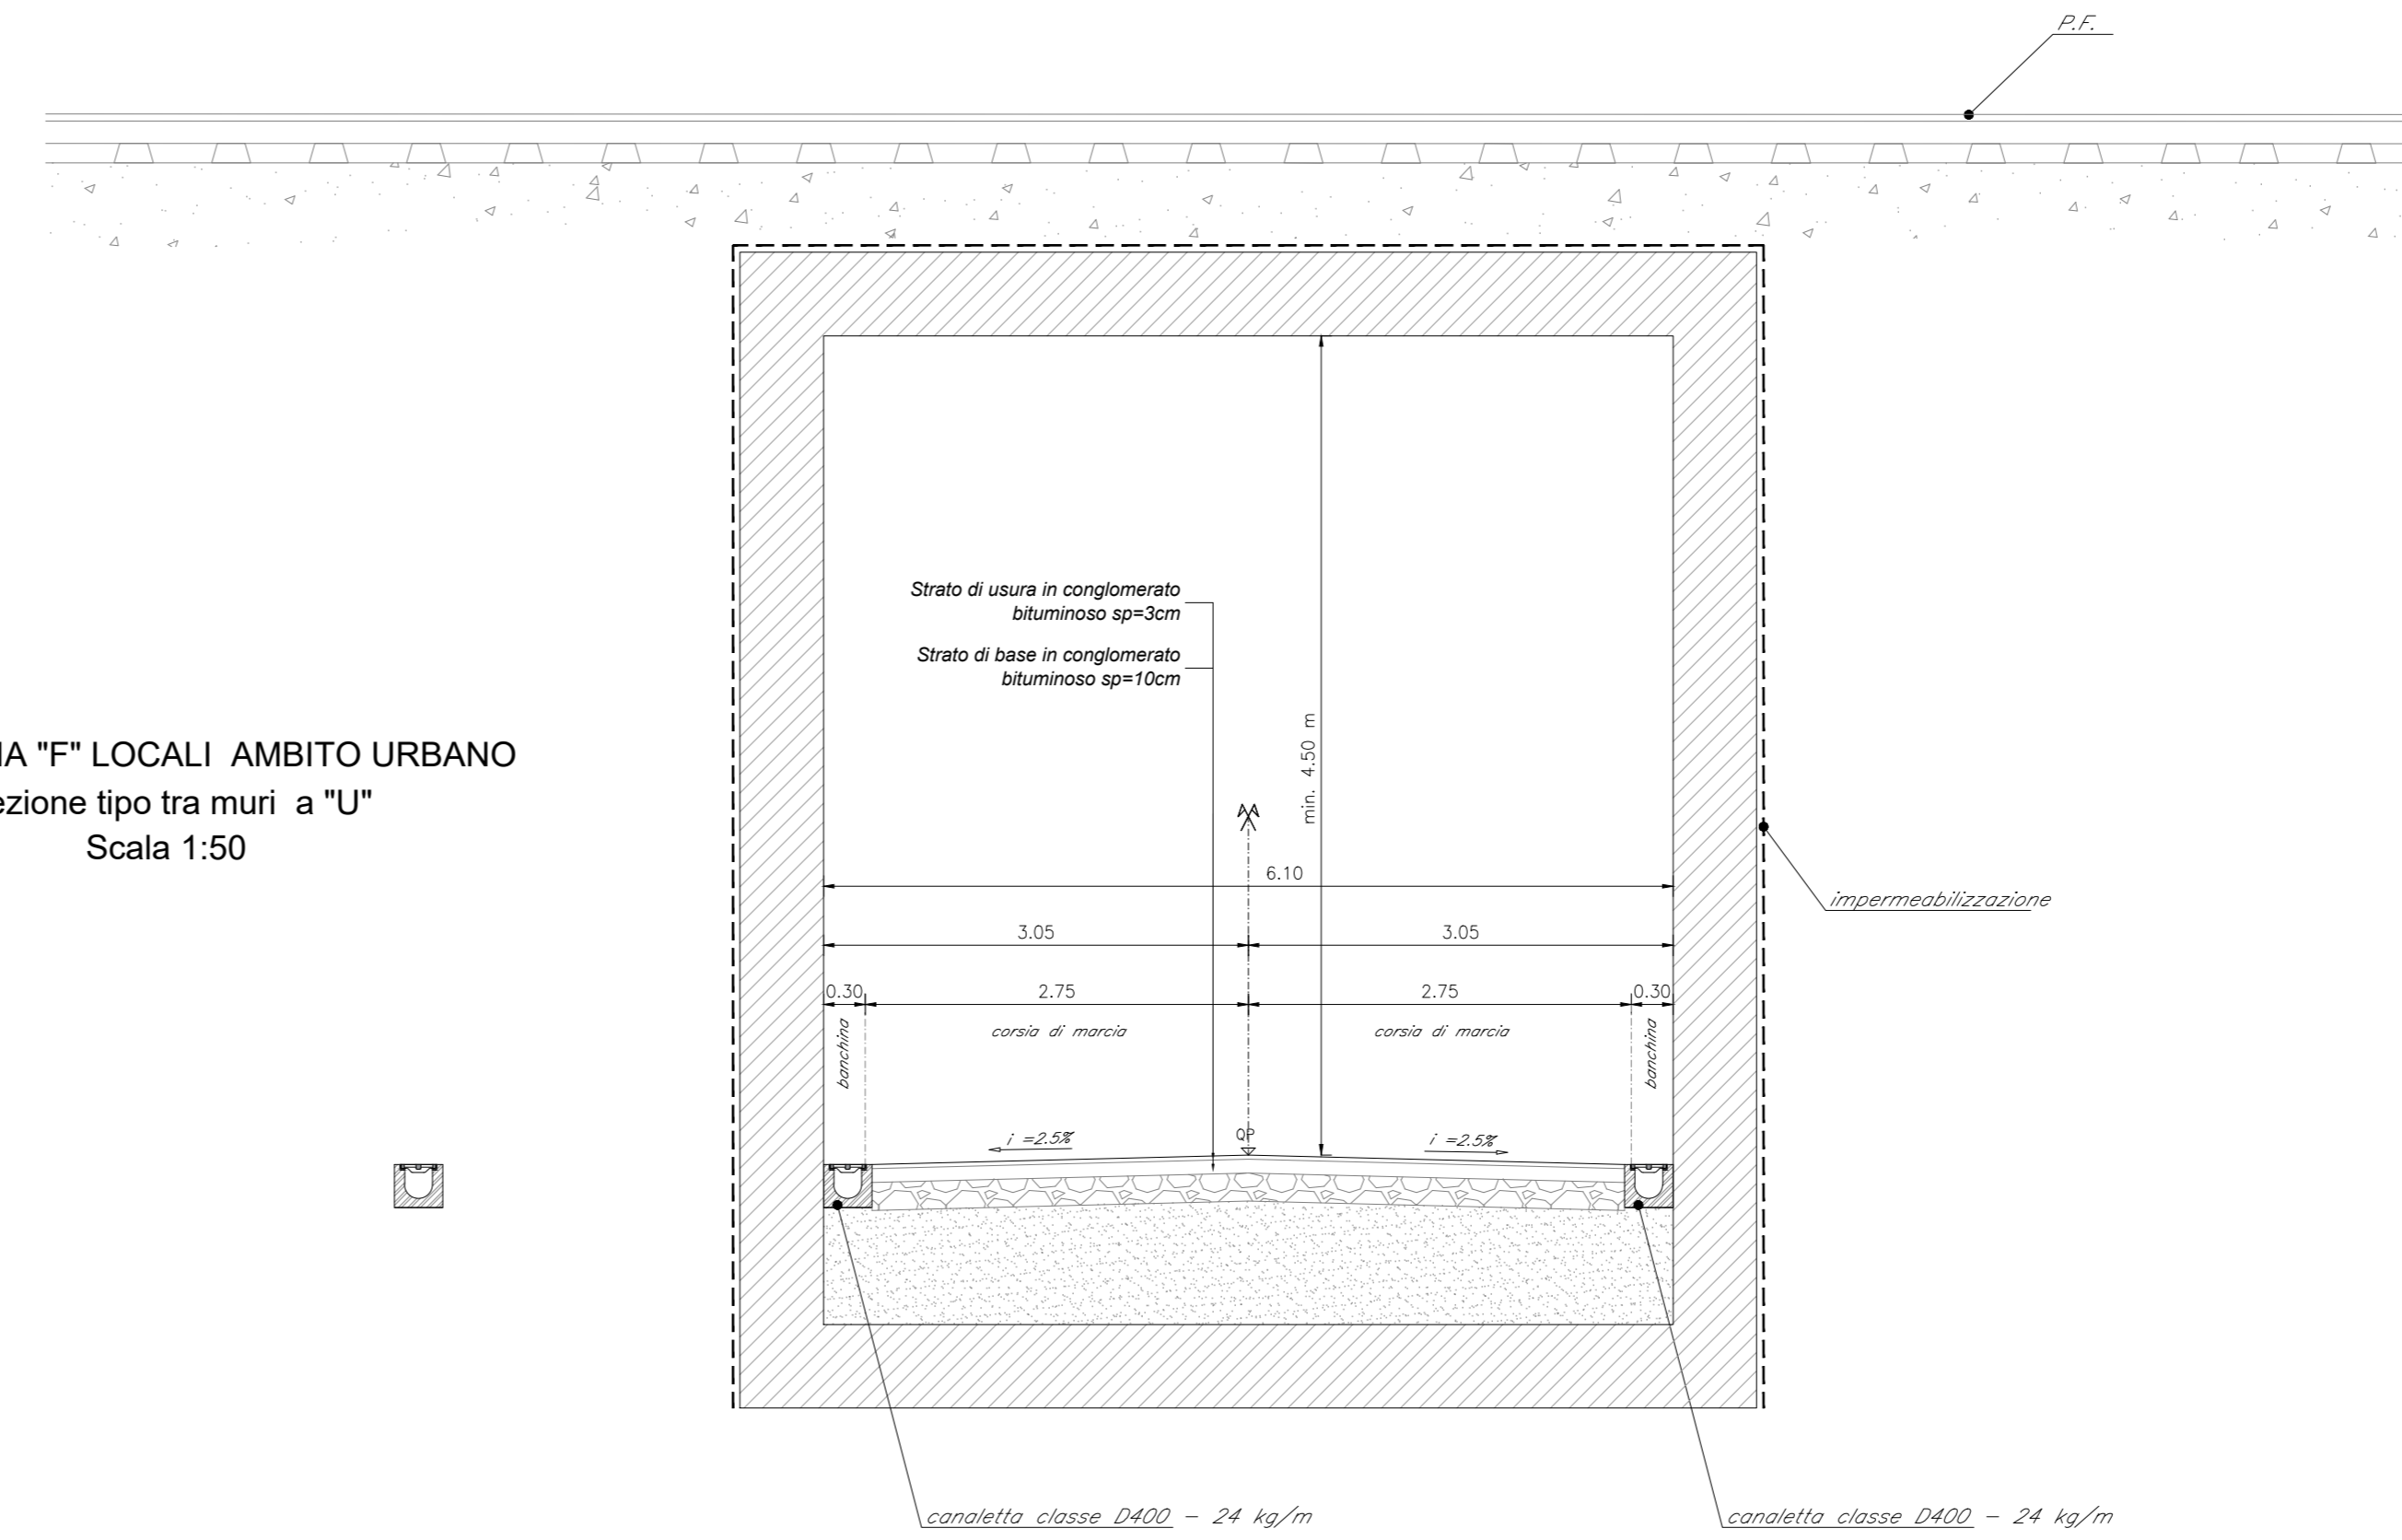 P.F.
Strato di usura in conglomerato
bituminoso sp=3cm
Strato di base in conglomerato
bituminoso sp=10cm
min. 4.50 m
"F" LOCALI AMBITO URBANO
tipo tra muri a "U"
Scala 1:50
6.10
impermeabilizzazione
3.05 3.05
0.30 2.75 2.75 0.30
banchina corsia di marcia corsia di marcia banchina
i =2.5% QP i =2.5%
canaletta classe D400 - 24 kg/m canaletta classe D400 - 24 kg/m